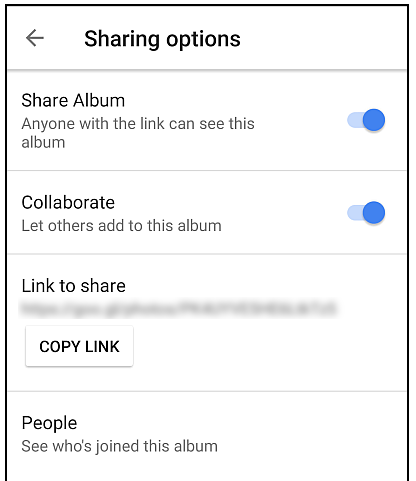 Sharing options
Share Album
Anyone with the link can see this
album
Collaborate
Let others add to this album
Link to share
COPY LINK
People
See who's joined this album